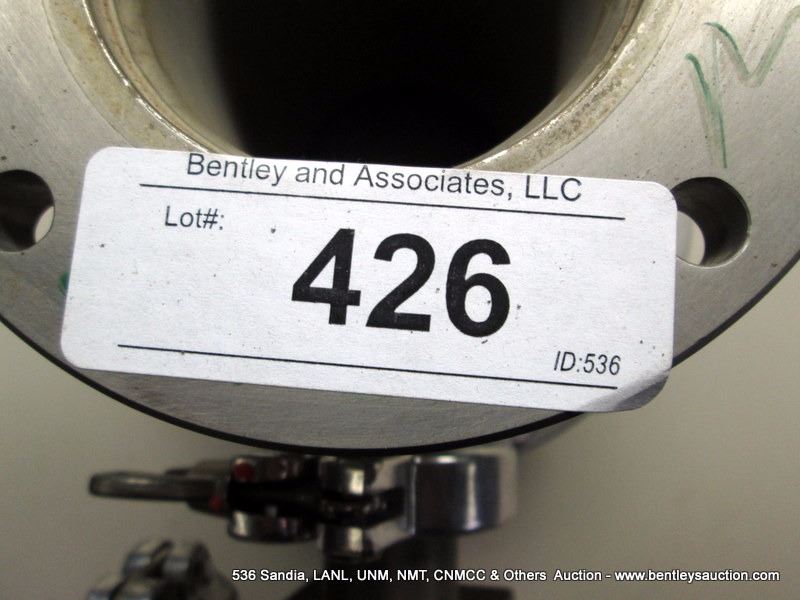 Bentley and Associates, LLC
Lot#:
426
ID:536
536 Sandia, LANL, UNM, NMT, CNMCC & Others Auction - www.bentleysauction.com